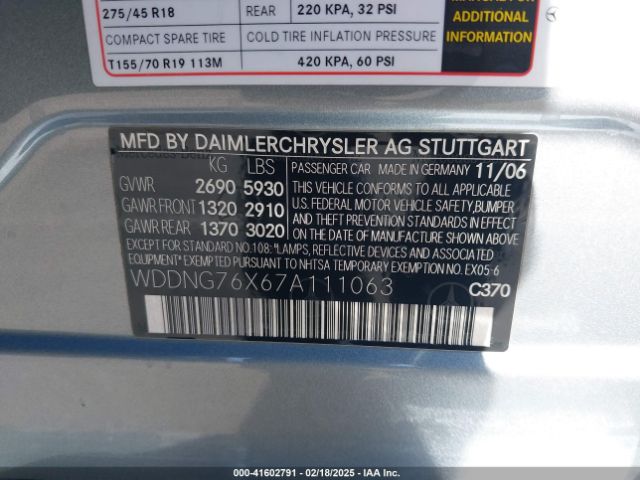 275/45 R18 REAR 220 KPA, 32 PSI
MANUAL FOR
ADDITIONAL
INFORMATION
COMPACT SPARE TIRE COLD TIRE INFLATION PRESSURE
T155/70 R19 113M 420 KPA, 60 PSI
MFD BY DAIMLERCHRYSLER AG STUTTGART
Mercedes-Benz
KG LBS PASSENGER CAR MADE IN GERMANY 11/06
GVWR 2690 5930 THIS VEHICLE CONFORMS TO ALL APPLICABLE
GAWR FRONT 1320 2910 U.S. FEDERAL MOTOR VEHICLE SAFETY, BUMPER,
GAWR REAR 1370 3020 AND THEFT PREVENTION STANDARDS IN EFFECT
ON THE DATE OF MANUFACTURE SHOWN ABOVE
EXCEPT FOR STANDARD NO. 108: "LAMPS, REFLECTIVE DEVICES AND ASSOCIATED
EQUIPMENT" EXEMPTED PURSUANT TO NHTSA TEMPORARY EXEMPTION NO. EX05-6
WDDNG76X67A111063 C370
© 0-41602791 - 02/18/2025 - IAA Inc.